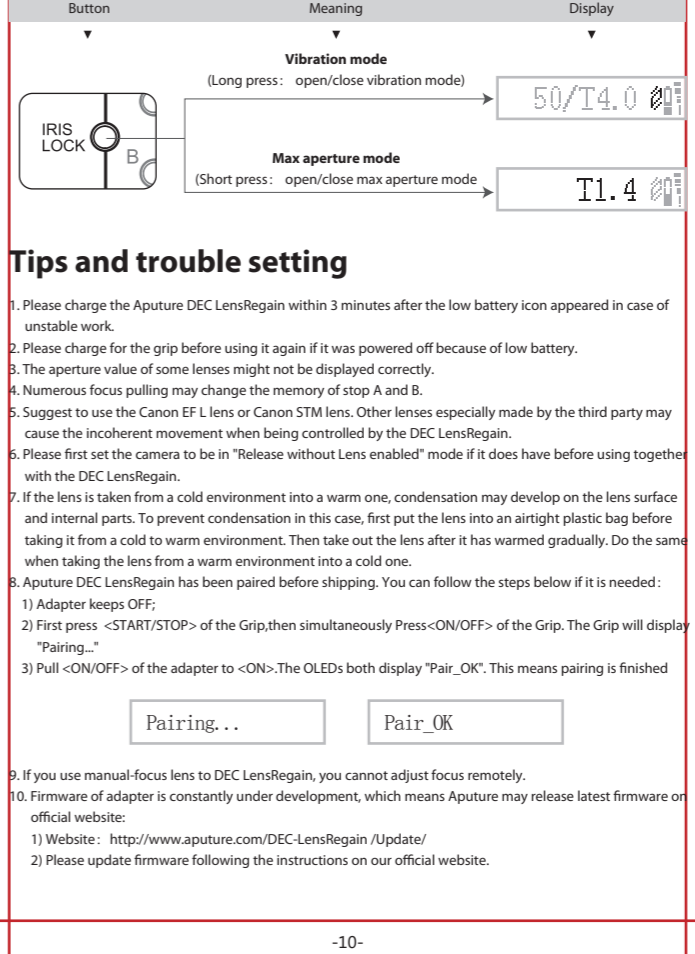 Button Meaning Display
▼ ▼ ▼
Vibration mode
(Long press: open/close vibration mode)
50/T4.0
IRIS
LOCK
B
Max aperture mode
(Short press: open/close max aperture mode
T1.4
Tips and trouble setting
1. Please charge the Aputure DEC LensRegain within 3 minutes after the low battery icon appeared in case of
unstable work.
2. Please charge for the grip before using it again if it was powered off because of low battery.
3. The aperture value of some lenses might not be displayed correctly.
4. Numerous focus pulling may change the memory of stop A and B.
5. Suggest to use the Canon EF L lens or Canon STM lens. Other lenses especially made by the third party may
cause the incoherent movement when being controlled by the DEC LensRegain.
6. Please first set the camera to be in "Release without Lens enabled" mode if it does have before using together
with the DEC LensRegain.
7. If the lens is taken from a cold environment into a warm one, condensation may develop on the lens surface
and internal parts. To prevent condensation in this case, first put the lens into an airtight plastic bag before
taking it from a cold to warm environment. Then take out the lens after it has warmed gradually. Do the same
when taking the lens from a warm environment into a cold one.
8. Aputure DEC LensRegain has been paired before shipping. You can follow the steps below if it is needed:
1) Adapter keeps OFF;
2) First press <START/STOP> of the Grip,then simultaneously Press<ON/OFF> of the Grip. The Grip will display
"Pairing..."
3) Pull <ON/OFF> of the adapter to <ON>.The OLEDs both display "Pair_OK". This means pairing is finished
Pairing... Pair_OK
9. If you use manual-focus lens to DEC LensRegain, you cannot adjust focus remotely.
10. Firmware of adapter is constantly under development, which means Aputure may release latest firmware on
official website:
1) Website: http://www.aputure.com/DEC-LensRegain /Update/
2) Please update firmware following the instructions on our official website.
-10-